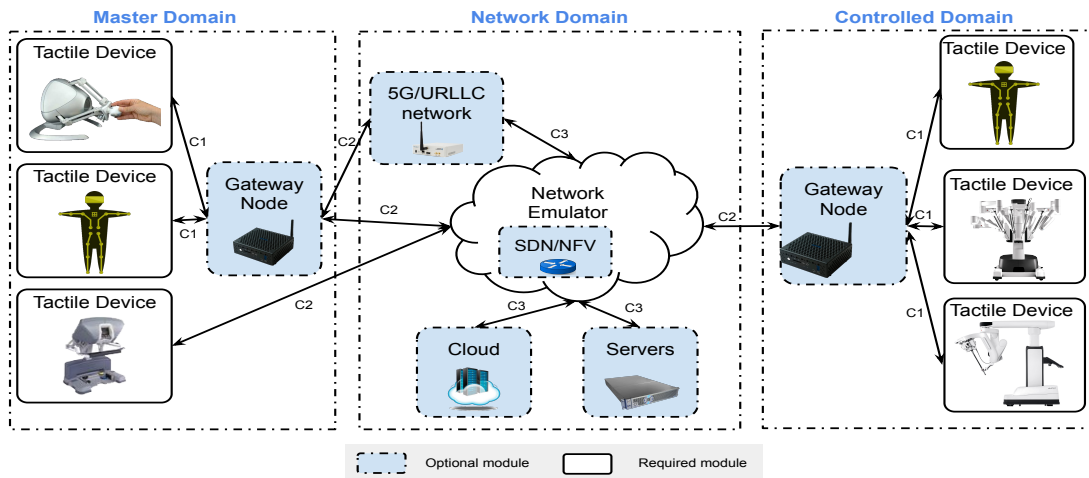 Master Domain
Network Domain
Controlled Domain
Tactile Device
Tactile Device
Tactile Device
C1
C1
Gateway
Node
C2
C2
C2
5G/URLLC
network
C3
Network
Emulator
SDN/NFV
C3
C3
Cloud
Servers
C2
Gateway
Node
C1
C1
C1
Tactile Device
Tactile Device
Tactile Device
Optional module
Required module